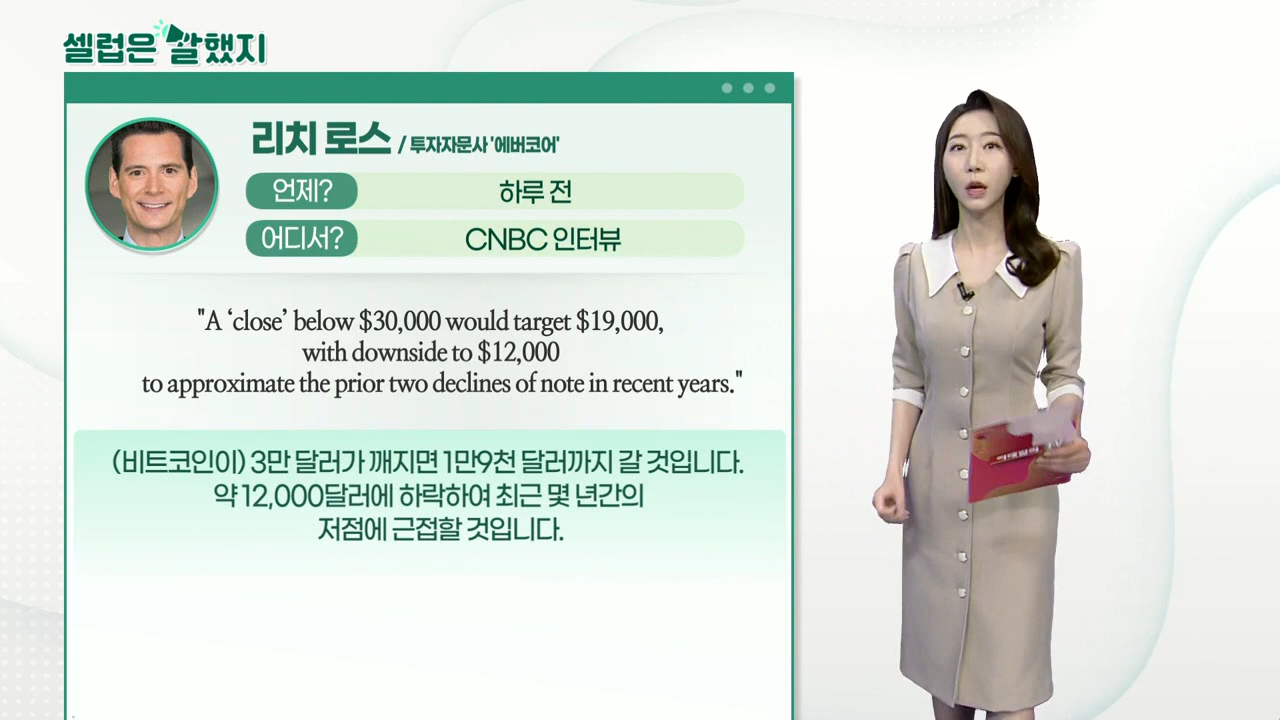 셀럽은 말했지
리치 로스 / 투자자문사 '에버코어'
언제? 하루 전
어디서? CNBC 인터뷰
"A ‘close’ below $30,000 would target $19,000,
with downside to $12,000
to approximate the prior two declines of note in recent years."
(비트코인이) 3만 달러가 깨지면 1만9천 달러까지 갈 것입니다.
약 12,000달러에 하락하여 최근 몇 년간의
저점에 근접할 것입니다.